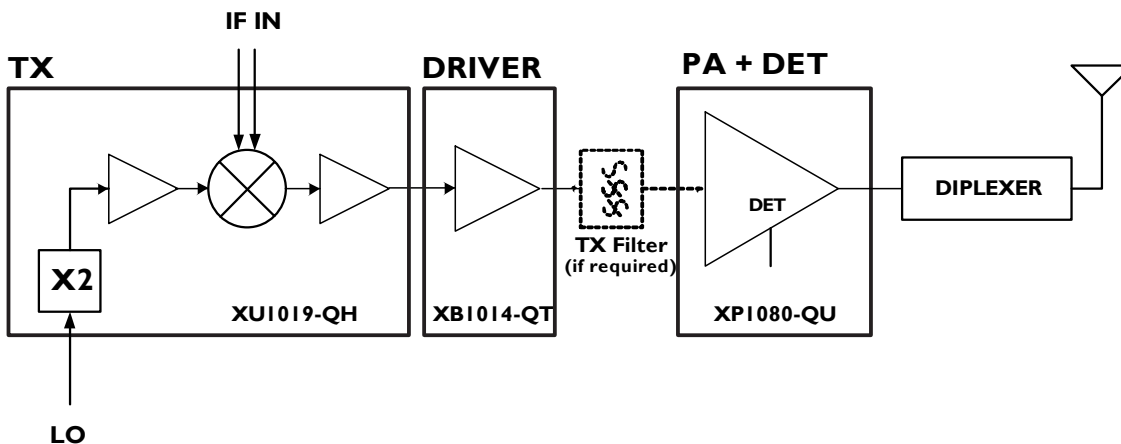 IF IN
TX
DRIVER
PA + DET
DET
DIPLEXER
X2
TX Filter
(if required)
XU1019-QH
XB1014-QT
XP1080-QU
LO